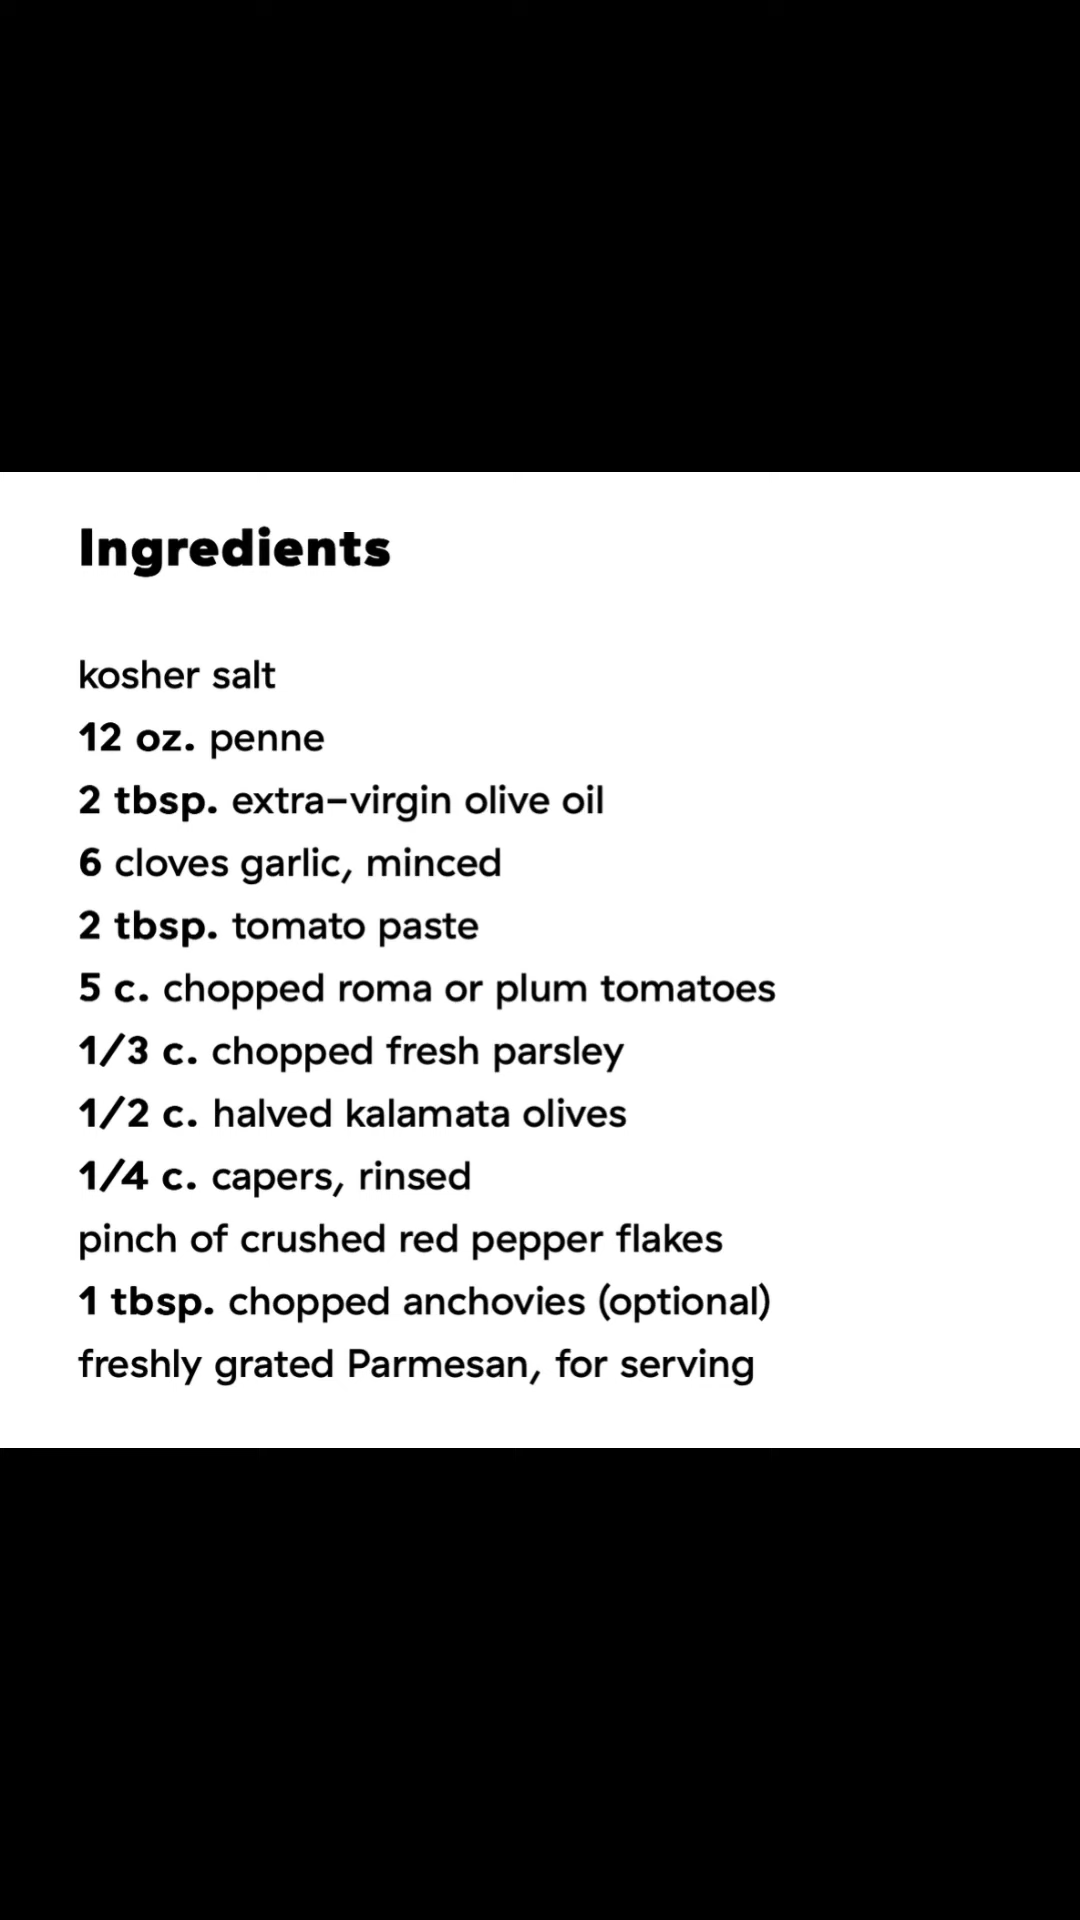 Ingredients
kosher salt
12 oz. penne
2 tbsp. extra-virgin olive oil
6 cloves garlic, minced
2 tbsp. tomato paste
5 c. chopped roma or plum tomatoes
1/3 c. chopped fresh parsley
1/2 c. halved kalamata olives
1/4 c. capers, rinsed
pinch of crushed red pepper flakes
1 tbsp. chopped anchovies (optional)
freshly grated Parmesan, for serving